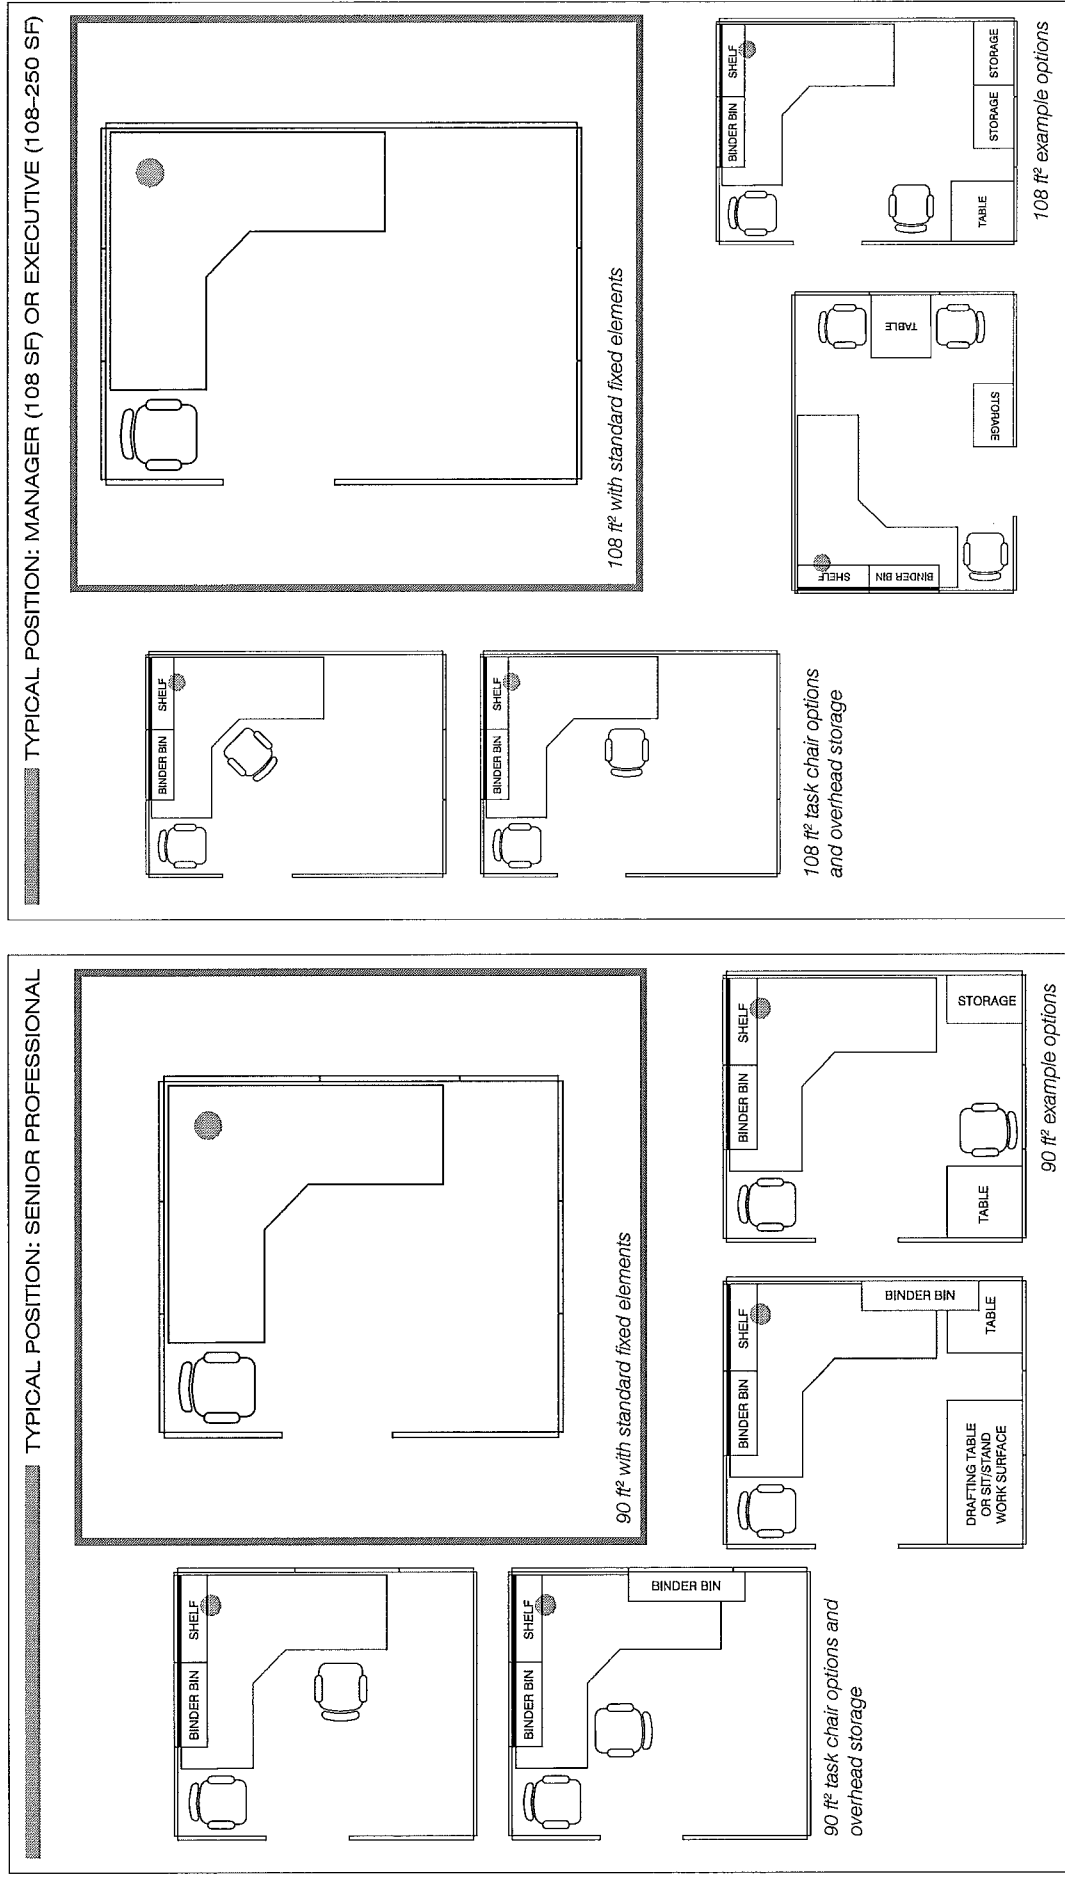 TYPICAL POSITION: SENIOR PROFESSIONAL
BINDER BIN
SHELF
BINDER BIN
SHELF
BINDER BIN
90 ft² task chair options and
overhead storage
90 ft² with standard fixed elements
BINDER BIN
SHELF
BINDER BIN
DRAFTING TABLE
OR SIT/STAND
WORK SURFACE
TABLE
BINDER BIN
SHELF
TABLE
STORAGE
90 ft² example options
TYPICAL POSITION: MANAGER (108 SF) OR EXECUTIVE (108–250 SF)
BINDER BIN
SHELF
BINDER BIN
SHELF
108 ft² task chair options
and overhead storage
108 ft² with standard fixed elements
SHELF
BINDER BIN
STORAGE
TABLE
BINDER BIN
SHELF
TABLE
STORAGE
STORAGE
108 ft² example options